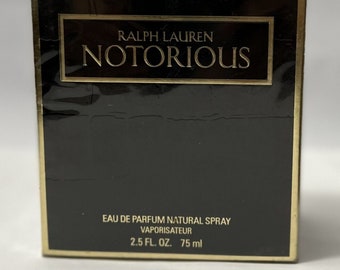 RALPH LAUREN
NOTORIOUS
EAU DE PARFUM NATURAL SPRAY
VAPORISATEUR
2.5 FL. OZ. 75 ml